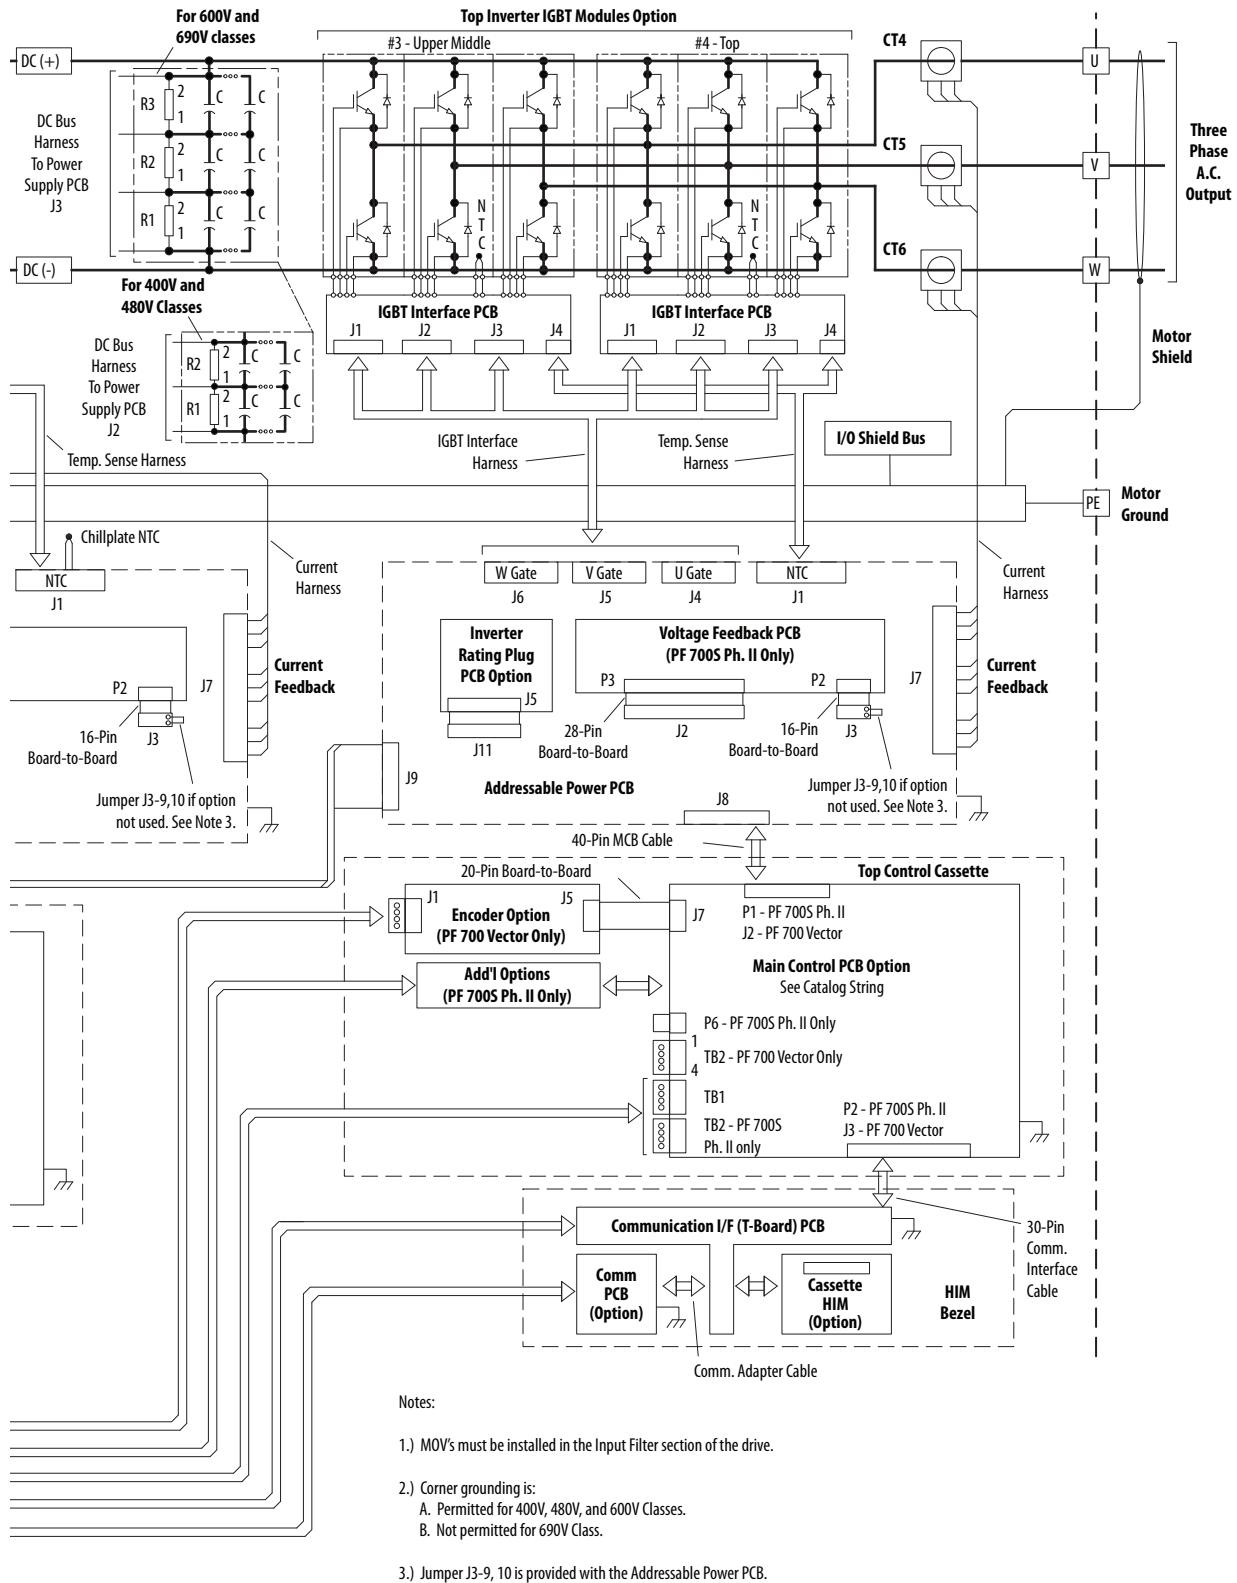 For 600V and
690V classes
Top Inverter IGBT Modules Option
#3 - Upper Middle
#4 - Top
DC (+)
DC Bus
Harness
To Power
Supply PCB
J3
R3
2
1
C
C
R2
2
1
C
C
R1
2
1
C
C
DC (-)
N
T
C
N
T
C
CT4
CT5
CT6
U
V
W
Three
Phase
A.C.
Output
For 400V and
480V Classes
DC Bus
Harness
To Power
Supply PCB
J2
R2
2
1
C
C
R1
2
1
C
C
IGBT Interface PCB
J1
J2
J3
J4
IGBT Interface PCB
J1
J2
J3
J4
Motor
Shield
Temp. Sense Harness
IGBT Interface
Harness
Temp. Sense
Harness
I/O Shield Bus
PE
Motor
Ground
Chillplate NTC
NTC
J1
Current
Harness
W Gate
J6
V Gate
J5
U Gate
J4
NTC
J1
Current
Harness
P2
16-Pin
Board-to-Board
J3
J7
Current
Feedback
Jumper J3-9,10 if option
not used. See Note 3.
Inverter
Rating Plug
PCB Option
J5
J11
Voltage Feedback PCB
(PF 700S Ph. II Only)
P3
28-Pin
Board-to-Board
J2
P2
16-Pin
Board-to-Board
J3
J7
Current
Feedback
Jumper J3-9,10 if option
not used. See Note 3.
J9
Addressable Power PCB
J8
40-Pin MCB Cable
20-Pin Board-to-Board
Top Control Cassette
J1
J5
Encoder Option
(PF 700 Vector Only)
J7
P1 - PF 700S Ph. II
J2 - PF 700 Vector
Add'l Options
(PF 700S Ph. II Only)
Main Control PCB Option
See Catalog String
P6 - PF 700S Ph. II Only
1
TB2 - PF 700 Vector Only
4
TB1
TB2 - PF 700S
Ph. II only
P2 - PF 700S Ph. II
J3 - PF 700 Vector
Communication I/F (T-Board) PCB
30-Pin
Comm.
Interface
Cable
Comm
PCB
(Option)
Cassette
HIM
(Option)
HIM
Bezel
Comm. Adapter Cable
Notes:
1.) MOV's must be installed in the Input Filter section of the drive.
2.) Corner grounding is:
A. Permitted for 400V, 480V, and 600V Classes.
B. Not permitted for 690V Class.
3.) Jumper J3-9, 10 is provided with the Addressable Power PCB.